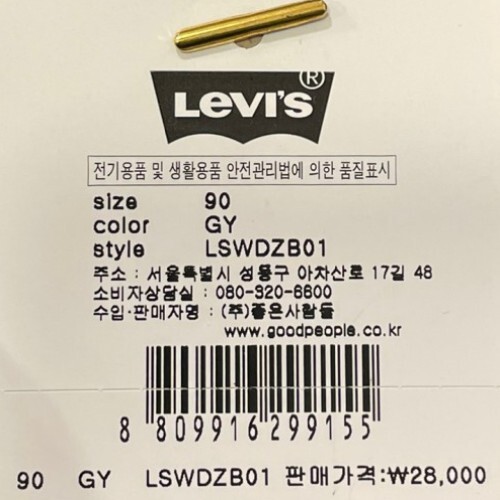 LEVI'S®
전기용품 및 생활용품 안전관리법에 의한 품질표시
size 90
color GY
style LSWDZB01
주소 : 서울특별시 성동구 아차산로 17길 48
소비자상담실 : 080-320-6600
수입·판매자명 : (주)좋은사람들
www.goodpeople.co.kr
8 809916 299155
90 GY LSWDZB01 판매가격:₩28,000